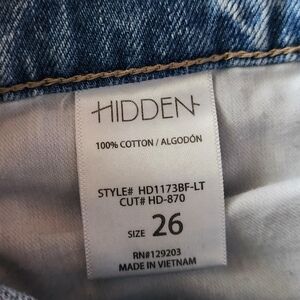 HIDDEN
100% COTTON / ALGODÓN
STYLE# HD1173BF-LT
CUT# HD-870
SIZE 26
RN#129203
MADE IN VIETNAM